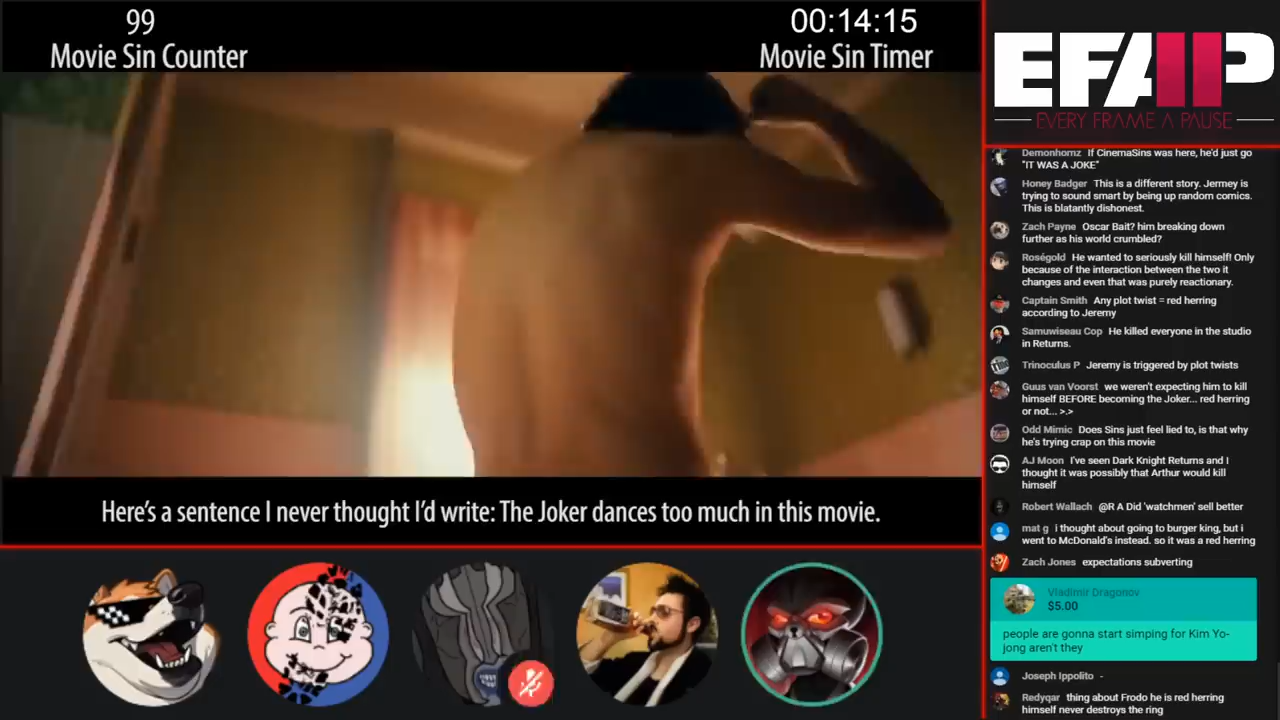 99
Movie Sin Counter
00:14:15
Movie Sin Timer
Here's a sentence I never thought I'd write: The Joker dances too much in this movie.
EFAP
EVERY FRAME A PAUSE
Demonhomz If CinemaSins was here, he'd just go
"IT WAS A JOKE"
Honey Badger This is a different story. Jermey is
trying to sound smart by being up random comics.
This is blatantly dishonest.
Zach Payne Oscar Bait? him breaking down
further as his world crumbled?
Roségold He wanted to seriously kill himself! Only
because of the interaction between the two it
changes and even that was purely reactionary.
Captain Smith Any plot twist = red herring
according to Jeremy
Samuwiseau Cop He killed everyone in the studio
in Returns.
Trinoculus P Jeremy is triggered by plot twists
Guus van Voorst we weren't expecting him to kill
himself BEFORE becoming the Joker... red herring
or not... >.>
Odd Mimic Does Sins just feel lied to, is that why
he's trying crap on this movie
AJ Moon I've seen Dark Knight Returns and I
thought it was possibly that Arthur would kill
himself
Robert Wallach @R A Did 'watchmen' sell better
mat g i thought about going to burger king, but i
went to McDonald's instead. so it was a red herring
Zach Jones expectations subverting
Vladimir Dragonov
$5.00
people are gonna start simping for Kim Yo-
jong aren't they
Joseph Ippolito -
Redyqar thing about Frodo he is red herring
himself never destroys the ring